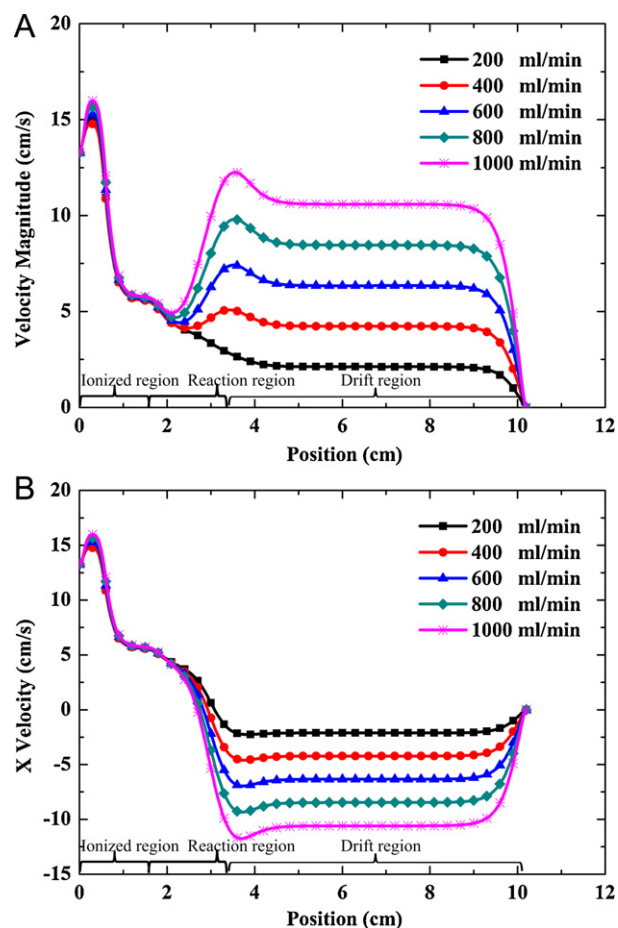 A
20
15
10
5
0
Velocity Magnitude (cm/s)
200 ml/min
400 ml/min
600 ml/min
800 ml/min
1000 ml/min
Ionized region
Reaction region
Drift region
0 2 4 6 8 10 12
Position (cm)
B
20
15
10
5
0
-5
-10
-15
X Velocity (cm/s)
200 ml/min
400 ml/min
600 ml/min
800 ml/min
1000 ml/min
Ionized region
Reaction region
Drift region
0 2 4 6 8 10 12
Position (cm)